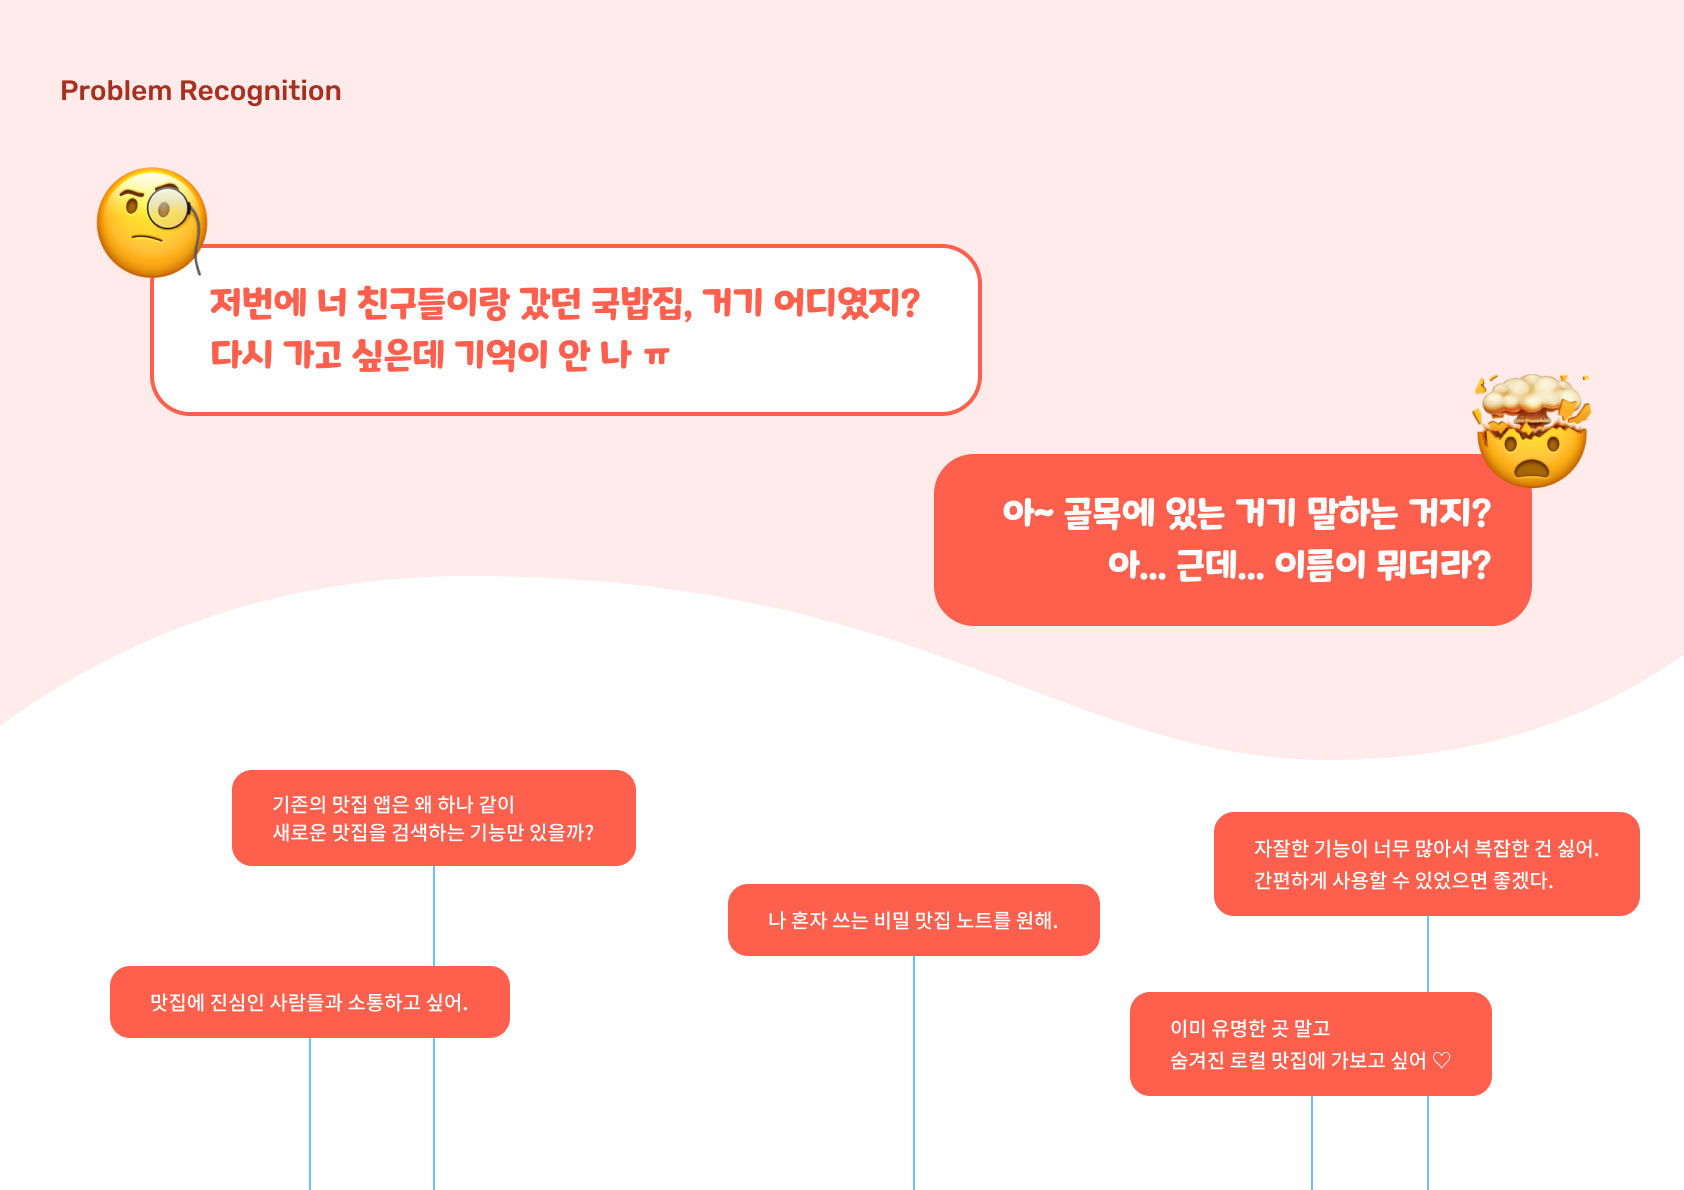 Problem Recognition
저번에 너 친구들이랑 갔던 국밥집, 거기 어디였지?
다시 가고 싶은데 기억이 안 나 ㅠ
아~ 골목에 있는 거기 말하는 거지?
아... 근데... 이름이 뭐더라?
기존의 맛집 앱은 왜 하나 같이
새로운 맛집을 검색하는 기능만 있을까?
맛집에 진심인 사람들과 소통하고 싶어.
나 혼자 쓰는 비밀 맛집 노트를 원해.
자잘한 기능이 너무 많아서 복잡한 건 싫어.
간편하게 사용할 수 있었으면 좋겠다.
이미 유명한 곳 말고
숨겨진 로컬 맛집에 가보고 싶어 ♡